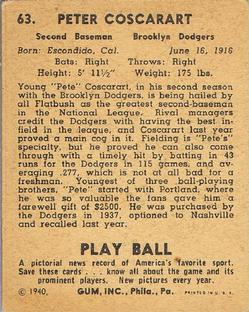 63. PETER COSCARART
Second Baseman Brooklyn Dodgers
Born: Escondido, Cal. June 16, 1916
Bats: Right Throws: Right
Height: 5' 11½" Weight: 175 lbs.
Young "Pete" Coscarart, in his second season
with the Brooklyn Dodgers, is being hailed by
all Flatbush as the greatest second-baseman
in the National League. Rival managers
credit the Dodgers with having the best in-
field in the league, and Coscarart last year
proved a main cog in it. Fielding is "Pete's"
specialty, but he proved he can also come
through with a timely hit by batting in 43
runs for the Dodgers in 115 games, and av-
eraging .277, which is not at all bad for a
freshman. Youngest of three ball-playing
brothers, "Pete" started with Portland, where
he was so valuable the fans gave him a
farewell gift of $2500. He was purchased by
the Dodgers in 1937, optioned to Nashville
and recalled last year.
PLAY BALL
A pictorial news record of America's favorite sport.
Save these cards . . . know all about the game and its
prominent players. New pictures every year.
© 1940, GUM, INC., Phila., Pa. PRINTED IN U. S. A.